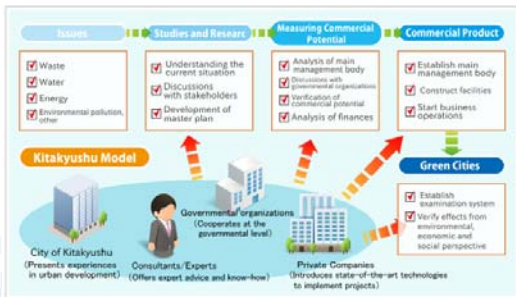 Issues
Waste
Water
Energy
Environmental pollution,
other
Studies and Researc
Understanding the
current situation
Discussions
with stakeholders
Development of
master plan
Measuring Commercial
Potential
Analysis of main
management body
Discussions with
governmental organizations
Verification of
commercial potential
Analysis of finances
Commercial Product
Establish main
management body
Construct facilities
Start business
operations
Green Cities
Establish
examination system
Verify effects from
environmental,
economic and
social perspective
Kitakyushu Model
City of Kitakyushu
(Presents experiences
in urban development)
Governmental organizations
(Cooperates at the
governmental level)
Consultants/Experts
(Offers expert advice and know-how)
Private Companies
(Introduces state-of-the-art technologies
to implement projects)